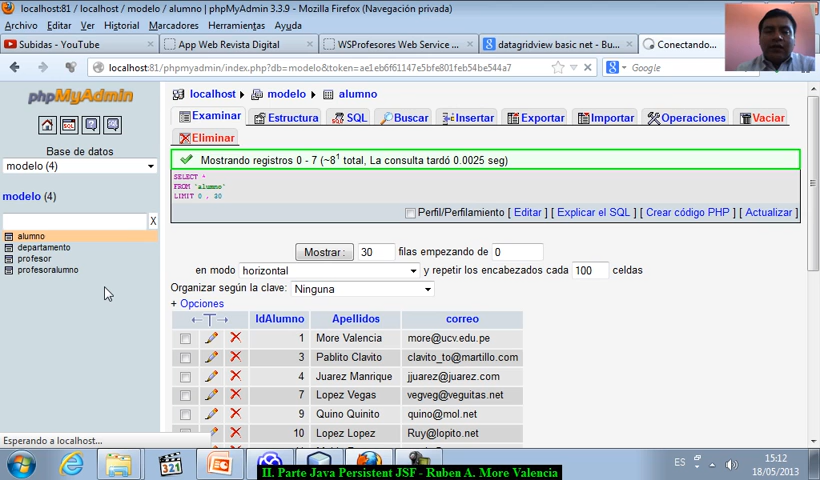 localhost:81 / localhost / modelo / alumno | phpMyAdmin 3.3.9 - Mozilla Firefox (Navegación privada)
Archivo Editar Ver Historial Marcadores Herramientas Ayuda
Subidas - YouTube × App Web Revista Digital × WSProfesores Web Service ... × datagridview basic net - Bu... × Conectando...
localhost:81/phpmyadmin/index.php?db=modelo&token=ae1eb6f61147e5bfe801feb54be544a7 Google
phpMyAdmin
SQL
Base de datos
modelo (4)
modelo (4)
X
alumno
departamento
profesor
profesoralumno
Esperando a localhost...
localhost modelo alumno
Examinar Estructura SQL Buscar Insertar Exportar Importar Operaciones Vaciar
Eliminar
Mostrando registros 0 - 7 (~8¹ total, La consulta tardó 0.0025 seg)
SELECT *
FROM `alumno`
LIMIT 0 , 30
Perfil/Perfilamiento [ Editar ] [ Explicar el SQL ] [ Crear código PHP ] [ Actualizar ]
Mostrar : 30 filas empezando de 0
en modo horizontal y repetir los encabezados cada 100 celdas
Organizar según la clave: Ninguna
+ Opciones
←T→ IdAlumno Apellidos correo
1 More Valencia more@ucv.edu.pe
3 Pablito Clavito clavito_to@martillo.com
4 Juarez Manrique jjuarez@juarez.com
7 Lopez Vegas vegveg@veguitas.net
9 Quino Quinito quino@mol.net
10 Lopez Lopez Ruy@lopito.net
321
ES
15:12
18/05/2013
II. Parte Java Persistent JSF - Ruben A. More Valencia